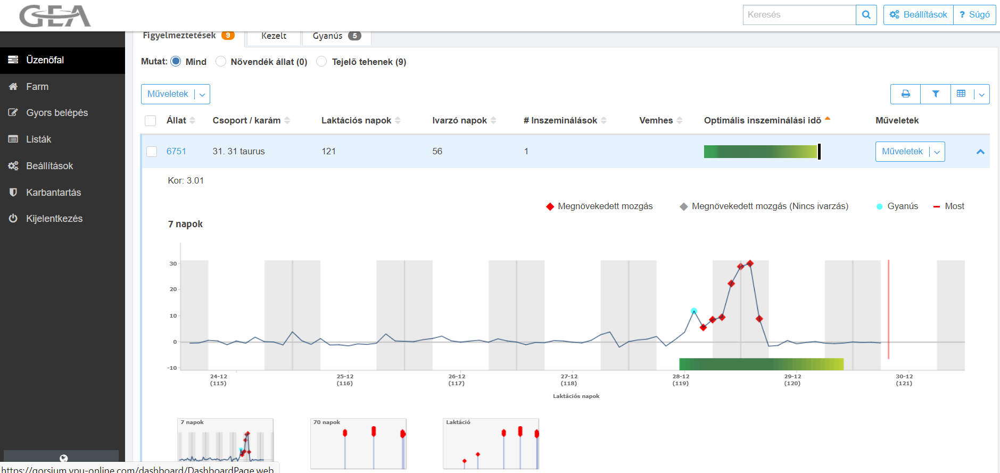 GEA
Keresés
Beállítások
? Súgó
Figyelmeztetések 9
Kezelt
Gyanús 5
Üzenőfal
Farm
Gyors belépés
Listák
Beállítások
Karbantartás
Kijelentkezés
Mutat: Mind Növendék állat (0) Tejelő tehenek (9)
Műveletek
Állat Csoport / karám Laktációs napok Ivarzó napok # Inszeminálások Vemhes Optimális inszeminálási idő Műveletek
6751 31. 31 taurus 121 56 1 Műveletek
Kor: 3.01
Megnövekedett mozgás Megnövekedett mozgás (Nincs ivarzás) Gyanús Most
7 napok
30
20
10
0
-10
24-12 25-12 26-12 27-12 28-12 29-12 30-12
(115) (116) (117) (118) (119) (120) (121)
Laktációs napok
7 napok
70 napok
Laktáció
https://gorsium.vpu-online.com/dashboard/DashboardPage.web